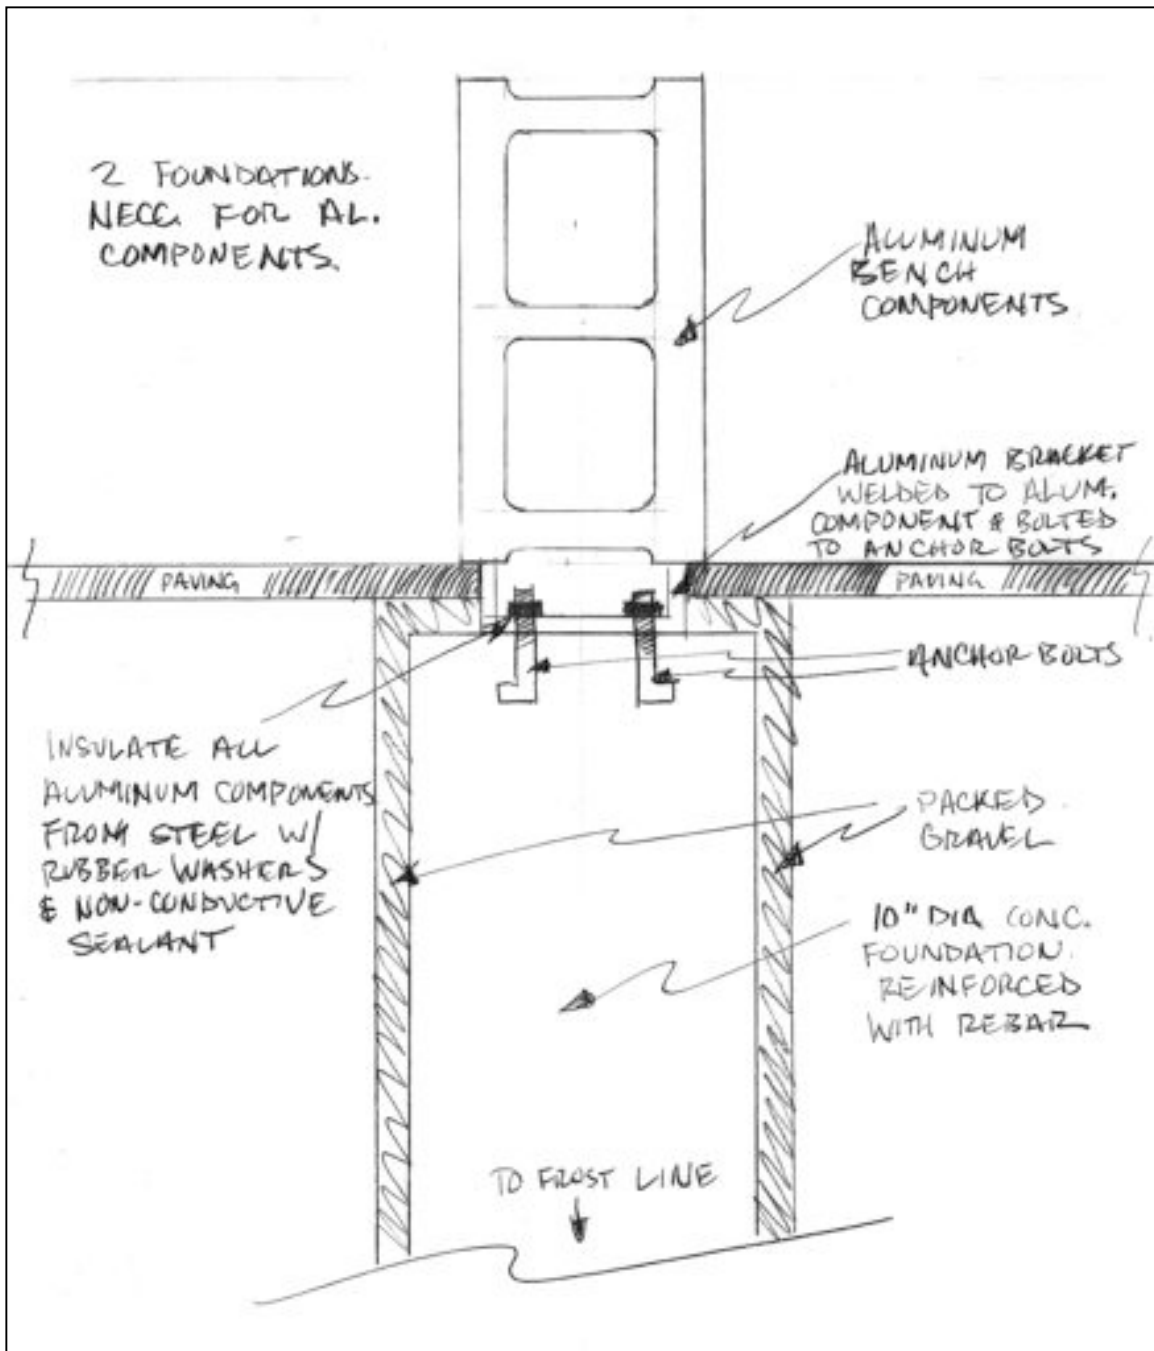 2 FOUNDATIONS.
NECC. FOR AL.
COMPONENTS.
ALUMINUM
BENCH
COMPONENTS
ALUMINUM BRACKET
WELDED TO ALUM.
COMPONENT & BOLTED
TO ANCHOR BOLTS
PAVING
PAVING
ANCHOR BOLTS
INSULATE ALL
ALUMINUM COMPONENTS
FROM STEEL W/
RUBBER WASHERS
& NON-CONDUCTIVE
SEALANT
PACKED
GRAVEL
10" DIA CONC.
FOUNDATION.
REINFORCED
WITH REBAR
TO FROST LINE